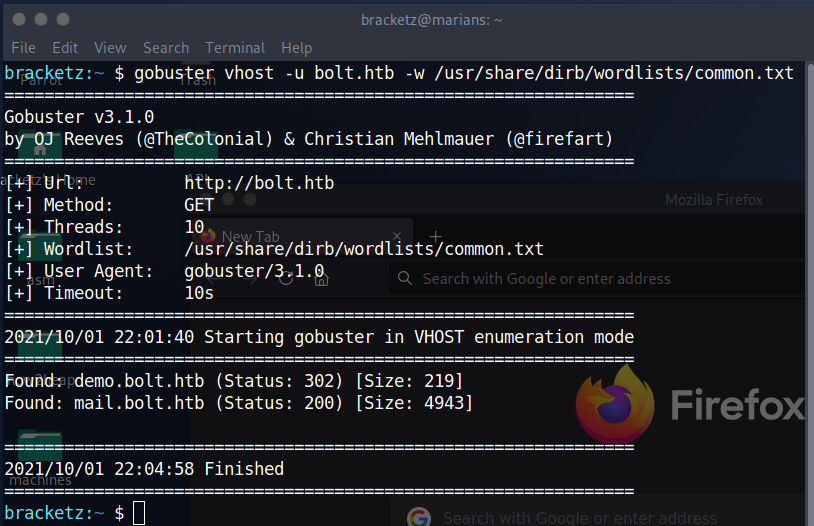 bracketz@marians: ~
File Edit View Search Terminal Help
bracketz:~ $ gobuster vhost -u bolt.htb -w /usr/share/dirb/wordlists/common.txt
Parrot Trash
===============================================================
Gobuster v3.1.0
by OJ Reeves (@TheColonial) & Christian Mehlmauer (@firefart)
===============================================================
[+] Url: http://bolt.htb
[+] Method: GET
Mozilla Firefox
[+] Threads: 10
New Tab
[+] Wordlist: /usr/share/dirb/wordlists/common.txt
[+] User Agent: gobuster/3.1.0
Search with Google or enter address
[+] Timeout: 10s
===============================================================
2021/10/01 22:01:40 Starting gobuster in VHOST enumeration mode
===============================================================
Found: demo.bolt.htb (Status: 302) [Size: 219]
Found: mail.bolt.htb (Status: 200) [Size: 4943]
Firefox
===============================================================
2021/10/01 22:04:58 Finished
machines
===============================================================
bracketz:~ $
Search with Google or enter address